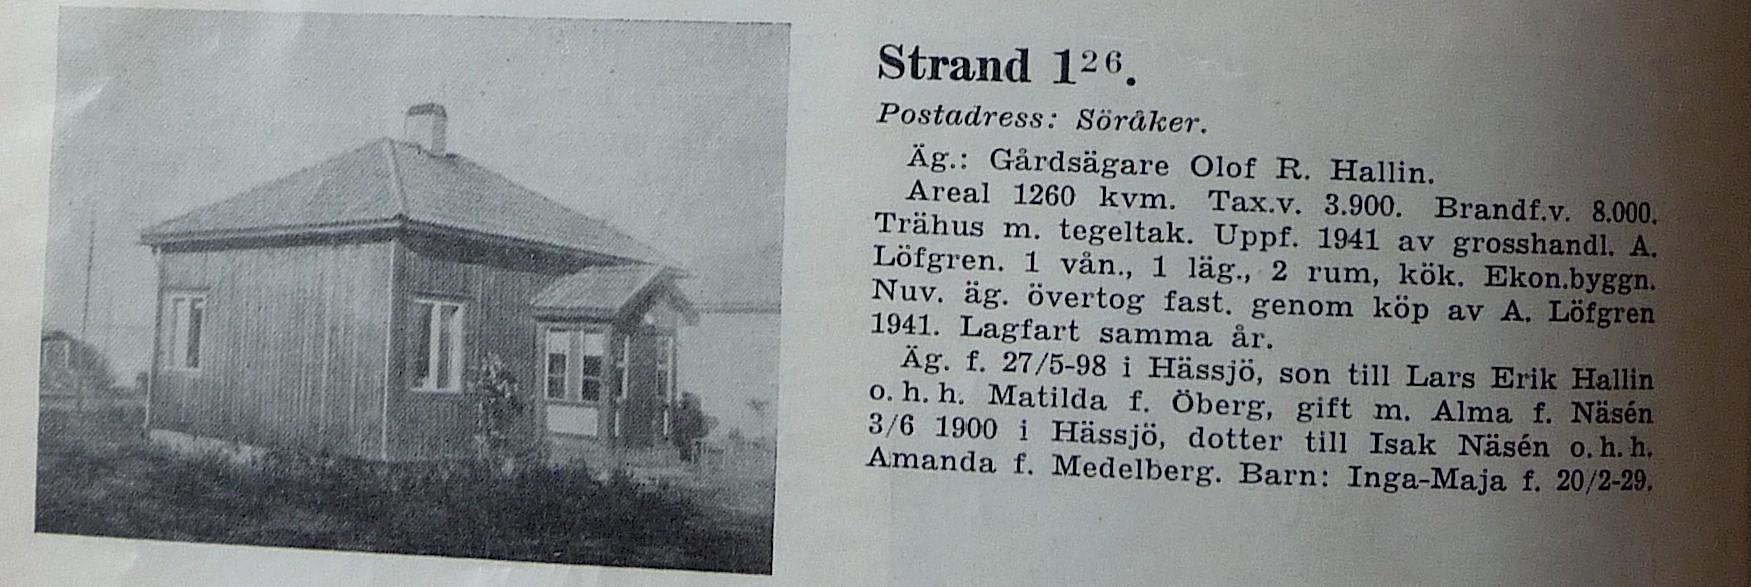 Strand 1²⁶.
Postadress: Söråker.
Äg.: Gårdsägare Olof R. Hallin.
Areal 1260 kvm. Tax.v. 3.900. Brandf.v. 8.000.
Trähus m. tegeltak. Uppf. 1941 av grosshandl. A.
Löfgren. 1 vån., 1 läg., 2 rum, kök. Ekon.byggn.
Nuv. äg. övertog fast. genom köp av A. Löfgren
1941. Lagfart samma år.
Äg. f. 27/5-98 i Hässjö, son till Lars Erik Hallin
o. h. h. Matilda f. Öberg, gift m. Alma f. Näsén
3/6 1900 i Hässjö, dotter till Isak Näsén o. h. h.
Amanda f. Medelberg. Barn: Inga-Maja f. 20/2-29.